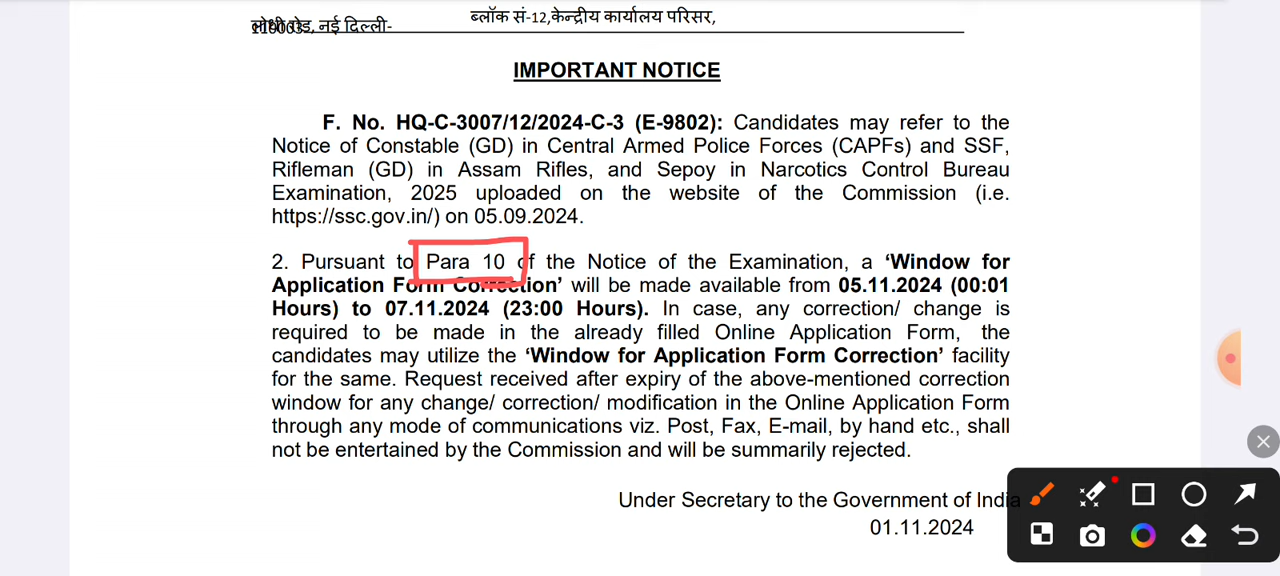 ब्लॉक सं-12,केन्द्रीय कार्यालय परिसर,
लोधी रोड, नई दिल्ली-
110003
IMPORTANT NOTICE
F. No. HQ-C-3007/12/2024-C-3 (E-9802): Candidates may refer to the
Notice of Constable (GD) in Central Armed Police Forces (CAPFs) and SSF,
Rifleman (GD) in Assam Rifles, and Sepoy in Narcotics Control Bureau
Examination, 2025 uploaded on the website of the Commission (i.e.
https://ssc.gov.in/) on 05.09.2024.
2. Pursuant to Para 10 of the Notice of the Examination, a ‘Window for
Application Form Correction’ will be made available from 05.11.2024 (00:01
Hours) to 07.11.2024 (23:00 Hours). In case, any correction/ change is
required to be made in the already filled Online Application Form, the
candidates may utilize the ‘Window for Application Form Correction’ facility
for the same. Request received after expiry of the above-mentioned correction
window for any change/ correction/ modification in the Online Application Form
through any mode of communications viz. Post, Fax, E-mail, by hand etc., shall
not be entertained by the Commission and will be summarily rejected.
Under Secretary to the Government of India
01.11.2024